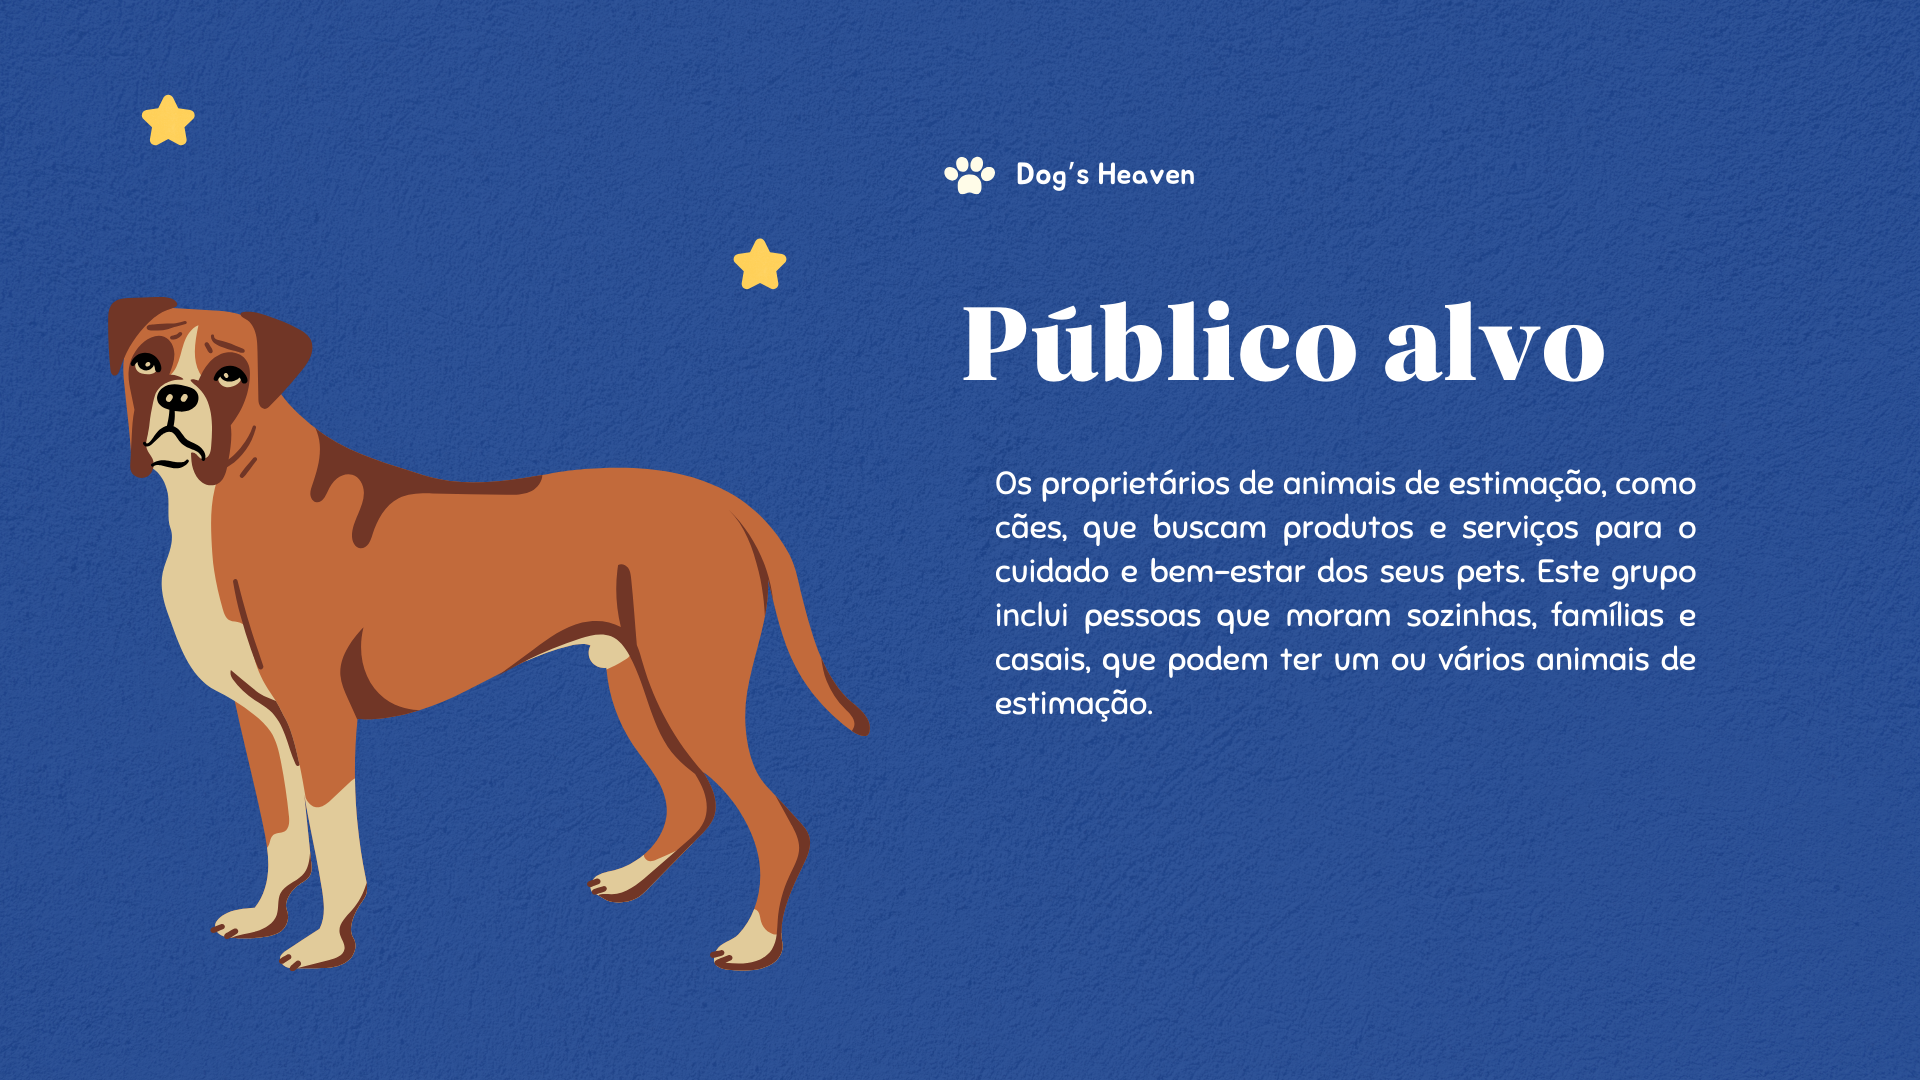 Dog's Heaven
Público alvo
Os proprietários de animais de estimação, como
cães, que buscam produtos e serviços para o
cuidado e bem-estar dos seus pets. Este grupo
inclui pessoas que moram sozinhas, famílias e
casais, que podem ter um ou vários animais de
estimação.